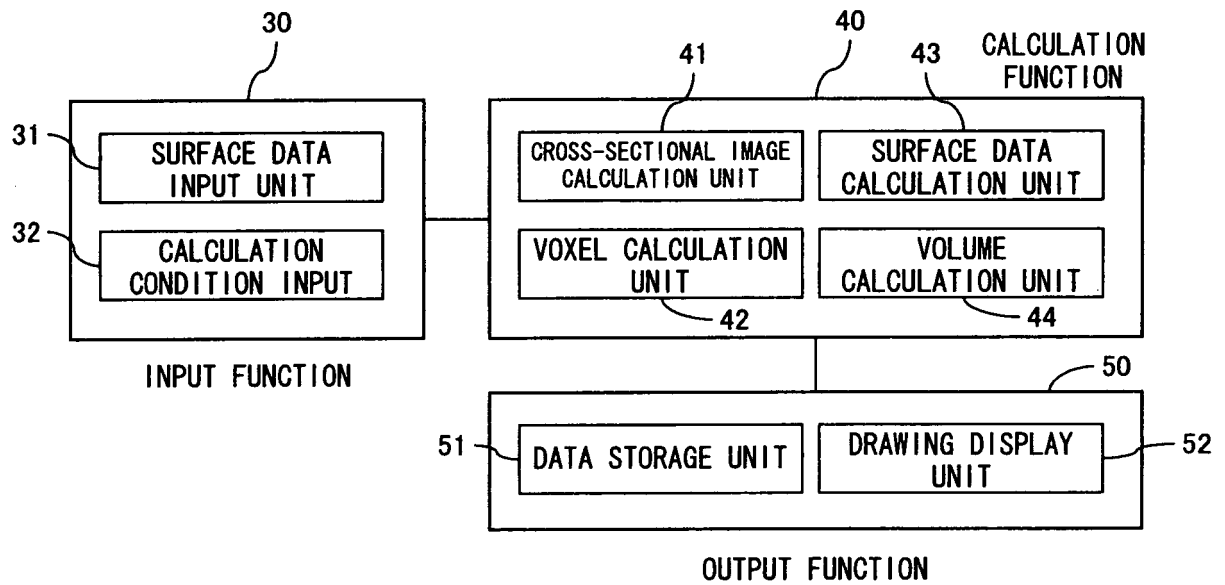 30
31
SURFACE DATA
INPUT UNIT
32
CALCULATION
CONDITION INPUT
INPUT FUNCTION
40
CALCULATION
FUNCTION
41
CROSS-SECTIONAL IMAGE
CALCULATION UNIT
43
SURFACE DATA
CALCULATION UNIT
VOXEL CALCULATION
UNIT
42
VOLUME
CALCULATION UNIT
44
50
51
DATA STORAGE UNIT
DRAWING DISPLAY
UNIT
52
OUTPUT FUNCTION